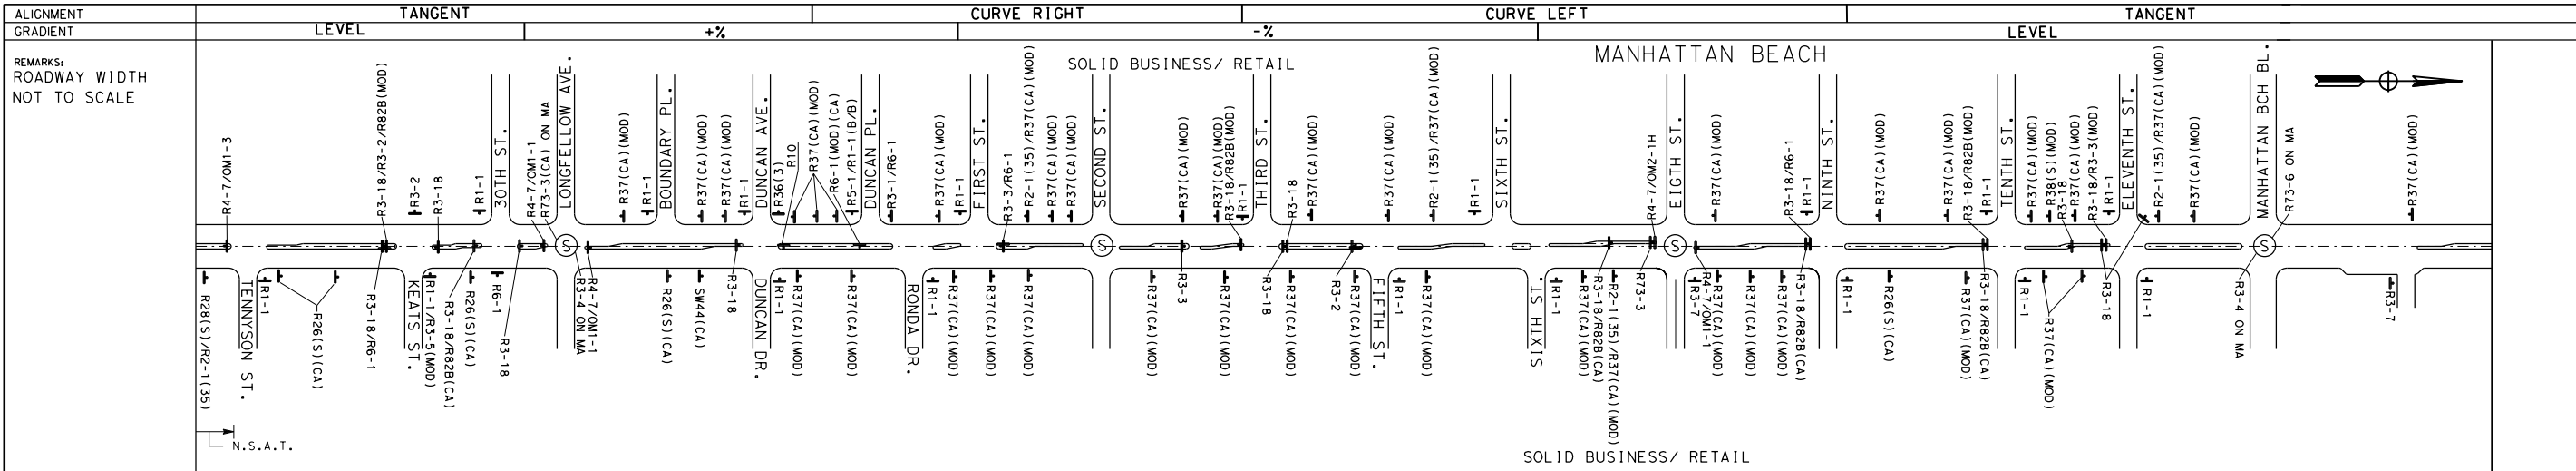 ALIGNMENT
TANGENT
CURVE RIGHT
CURVE LEFT
TANGENT
GRADIENT
LEVEL
+%
-%
LEVEL
REMARKS:
ROADWAY WIDTH
NOT TO SCALE
SOLID BUSINESS/ RETAIL
MANHATTAN BEACH
R4-7/OM1-3
R3-18/R3-2/R82B(MOD)
R3-2
R3-18
R1-1
30TH ST.
R4-7/OM1-1
R73-3(CA) ON MA
LONGFELLOW AVE.
R37(CA)(MOD)
R1-1
BOUNDARY PL.
R37(CA)(MOD)
R37(CA)(MOD)
R1-1
DUNCAN AVE.
R36(3)
R10
R37(CA)(MOD)
R6-1(MOD)(CA)
R5-1/R1-1(B/B)
DUNCAN PL.
R3-1/R6-1
R37(CA)(MOD)
R1-1
FIRST ST.
R3-3/R6-1
R2-1(35)/R37(CA)(MOD)
R37(CA)(MOD)
R37(CA)(MOD)
SECOND ST.
R37(CA)(MOD)
R37(CA)(MOD)
R3-18/R82B(MOD)
R1-1
THIRD ST.
R3-18
R37(CA)(MOD)
R37(CA)(MOD)
R2-1(35)/R37(CA)(MOD)
R1-1
SIXTH ST.
R4-7/OM2-1H
EIGTH ST.
R37(CA)(MOD)
R3-18/R6-1
R1-1
NINTH ST.
R37(CA)(MOD)
R37(CA)(MOD)
R3-18/R82B(MOD)
R1-1
TENTH ST.
R37(CA)(MOD)
R38(S)(MOD)
R3-18
R37(CA)(MOD)
R3-18/R3-3(MOD)
R1-1
ELEVENTH ST.
R2-1(35)/R37(CA)(MOD)
R37(CA)(MOD)
MANHATTAN BCH BL.
R73-6 ON MA
R37(CA)(MOD)
S
S
S
S
R28(S)/R2-1(35)
TENNYSON ST.
R1-1
R26(S)(CA)
R3-18/R6-1
KEATS ST.
R1-1/R3-5(MOD)
R3-18/R82B(CA)
R26(S)(CA)
R6-1
R3-18
R3-4 ON MA
R4-7/OM1-1
R26(S)(CA)
SW44(CA)
R3-18
DUNCAN DR.
R1-1
R37(CA)(MOD)
R37(CA)(MOD)
RONDA DR.
R1-1
R37(CA)(MOD)
R37(CA)(MOD)
R37(CA)(MOD)
R37(CA)(MOD)
R3-3
R37(CA)(MOD)
R3-18
R37(CA)(MOD)
R3-2
R37(CA)(MOD)
FIFTH ST.
R1-1
R37(CA)(MOD)
SIXTH ST.
R1-1
R37(CA)(MOD)
R3-18/R82B(CA)
R2-1(35)/R37(CA)(MOD)
R73-3
R3-7
R4-7/OM1-1
R37(CA)(MOD)
R37(CA)(MOD)
R37(CA)(MOD)
R3-18/R82B(CA)
R1-1
R26(S)(CA)
R37(CA)(MOD)
R3-18/R82B(CA)
R1-1
R37(CA)(MOD)
R3-18
R1-1
R3-4 ON MA
R3-7
N.S.A.T.
SOLID BUSINESS/ RETAIL